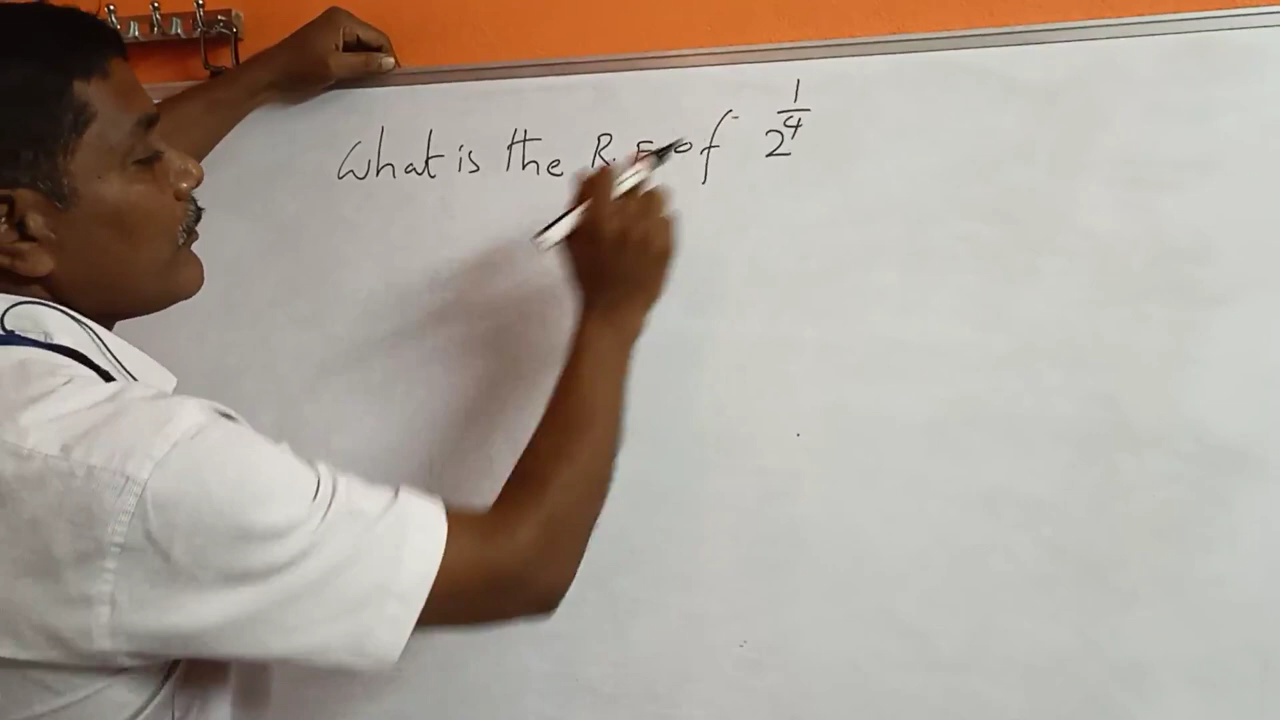 What is the R.F of 2^{1/4}